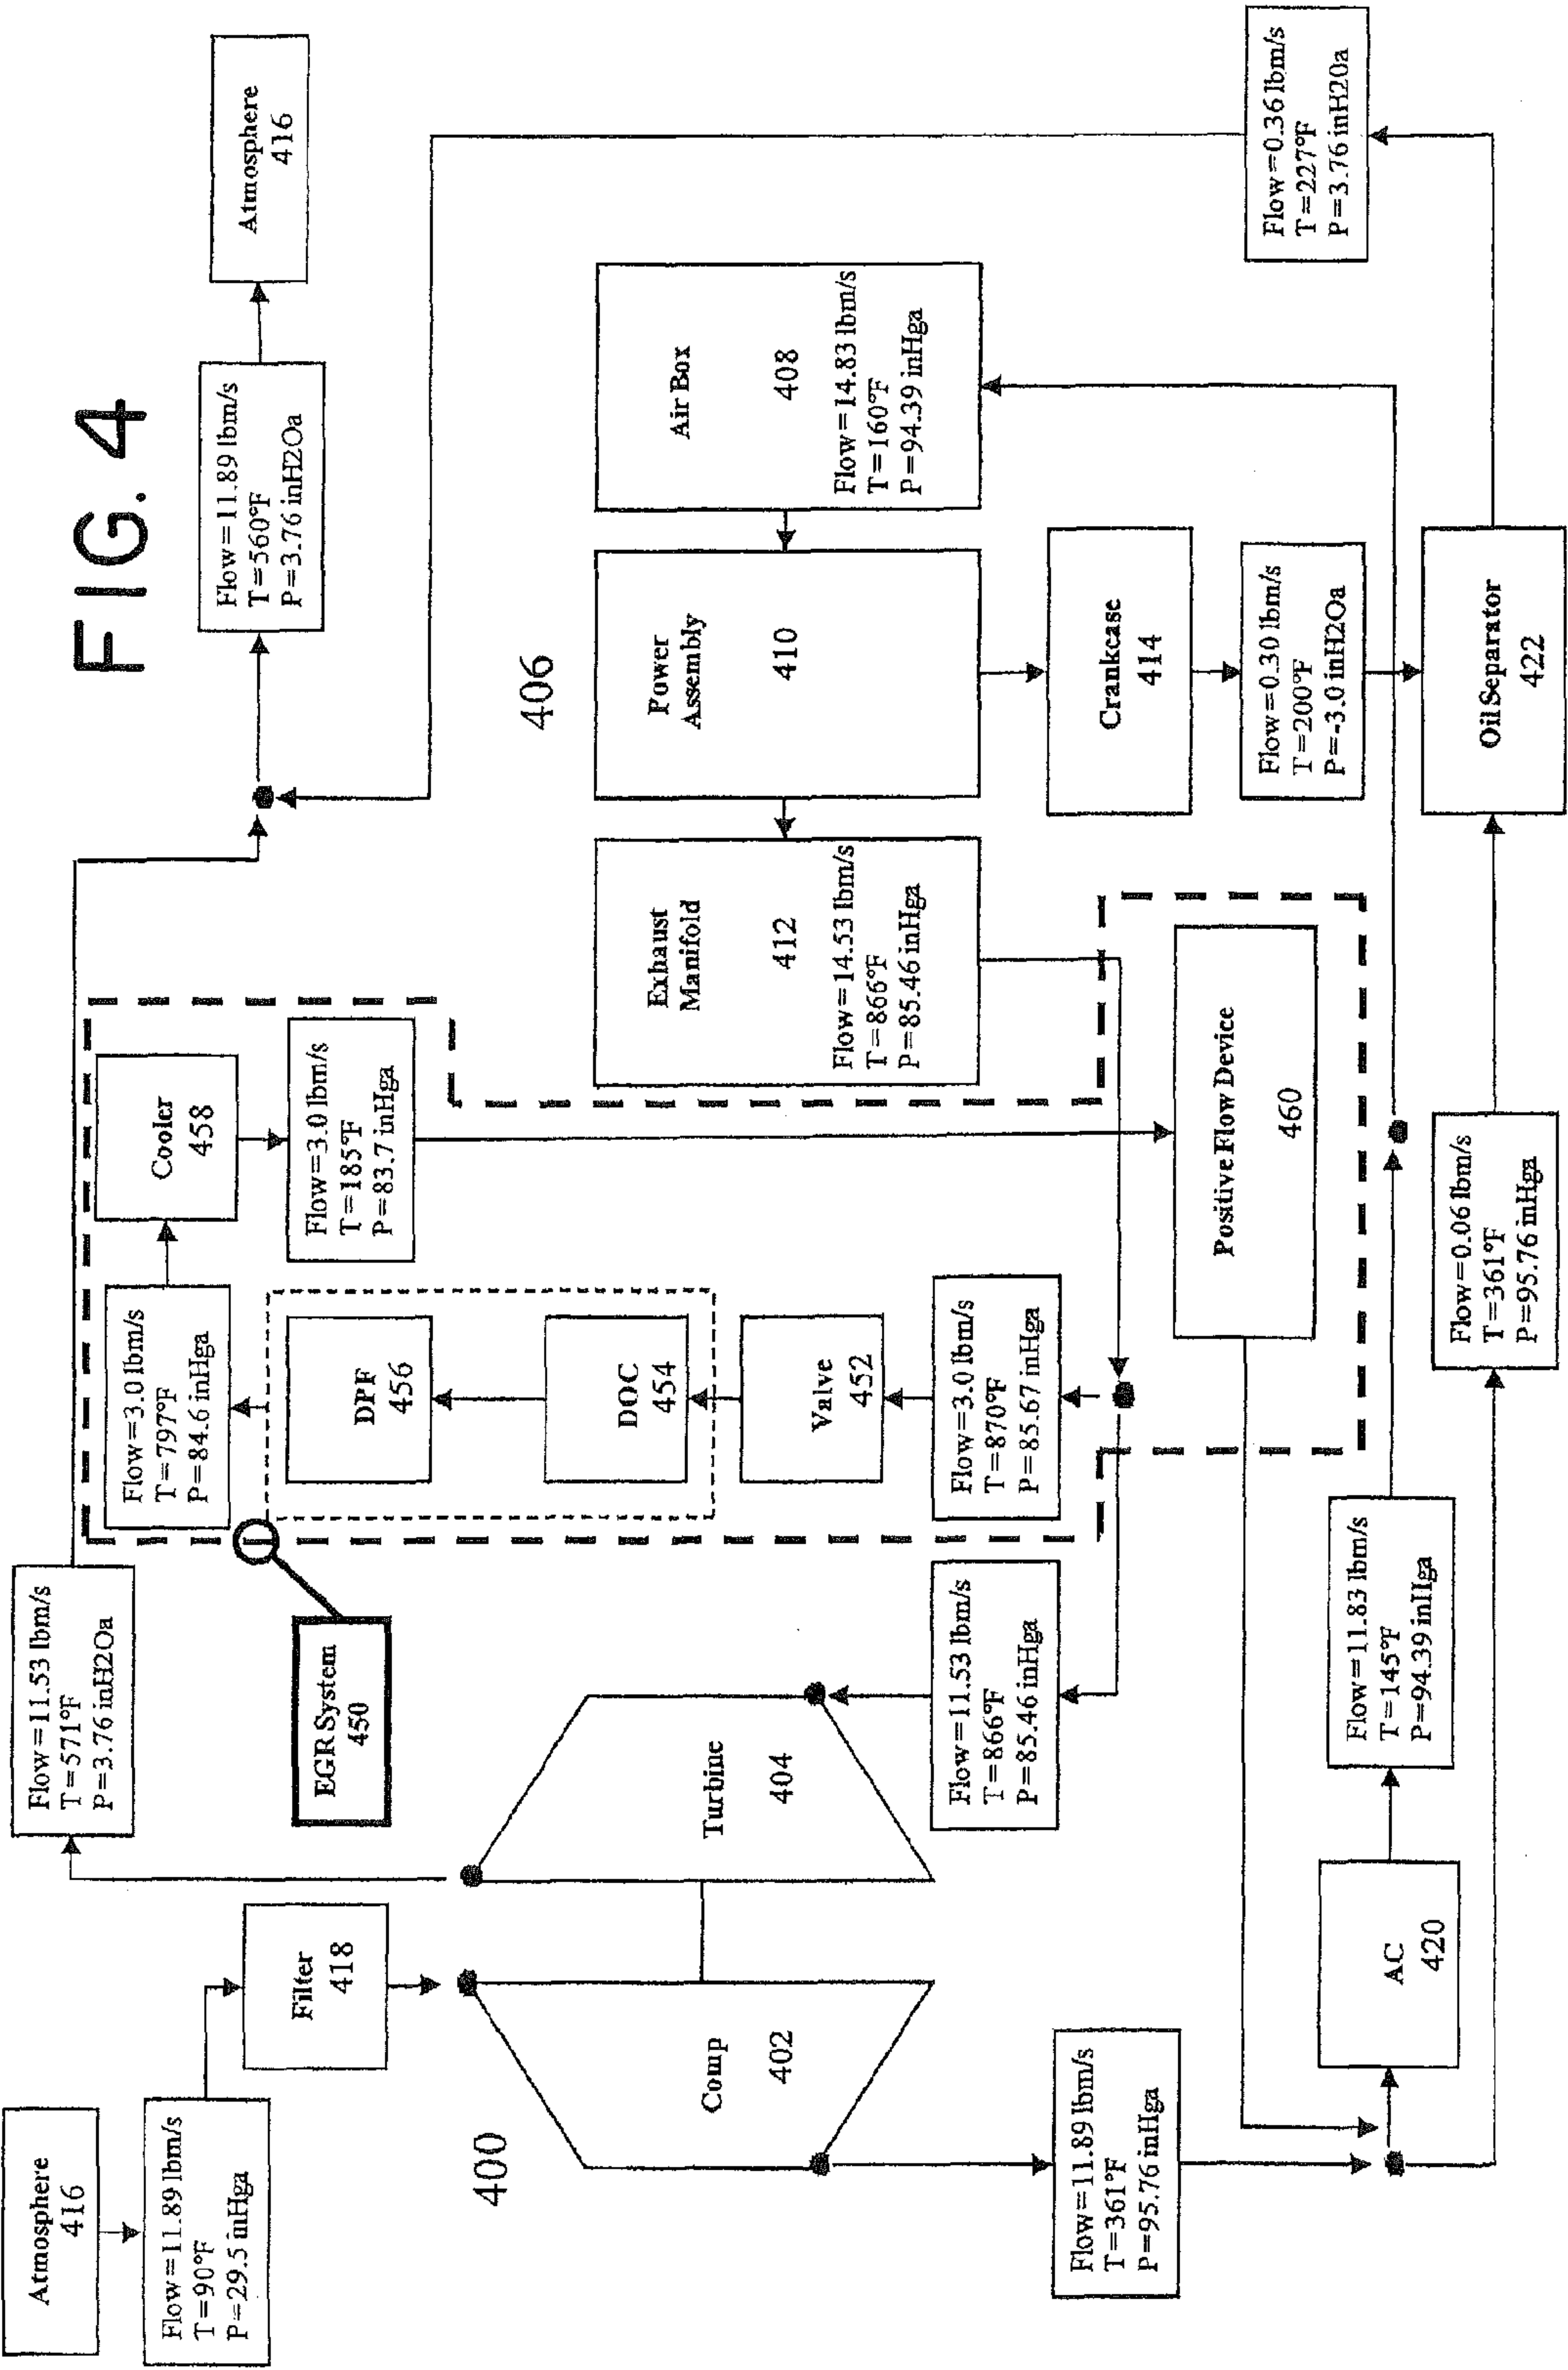 FIG. 4
Atmosphere
416
Flow=11.89 lbm/s
T=90°F
P=29.5 inHga
Filter
418
400
Comp
402
Flow=11.89 lbm/s
T=361°F
P=95.76 inHga
Turbine
404
Flow=11.53 lbm/s
T=571°F
P=3.76 inH2Oa
EGR System
450
Flow=11.53 lbm/s
T=866°F
P=85.46 inHga
AC
420
Flow=11.83 lbm/s
T=145°F
P=94.39 inHga
Flow=3.0 lbm/s
T=797°F
P=84.6 inHga
DPF
456
DOC
454
Valve
452
Flow=3.0 lbm/s
T=870°F
P=85.67 inHga
Cooler
458
Flow=3.0 lbm/s
T=185°F
P=83.7 inHga
Positive Flow Device
460
Flow=0.06 lbm/s
T=361°F
P=95.76 inHga
406
Exhaust
Manifold
412
Flow=14.53 lbm/s
T=866°F
P=85.46 inHga
Power
Assembly
410
Air Box
408
Flow=14.83 lbm/s
T=160°F
P=94.39 inHga
Crankcase
414
Flow=0.30 lbm/s
T=200°F
P=-3.0 inH2Oa
Oil Separator
422
Flow=0.36 lbm/s
T=227°F
P=3.76 inH20a
Flow=11.89 lbm/s
T=560°F
P=3.76 inH2Oa
Atmosphere
416